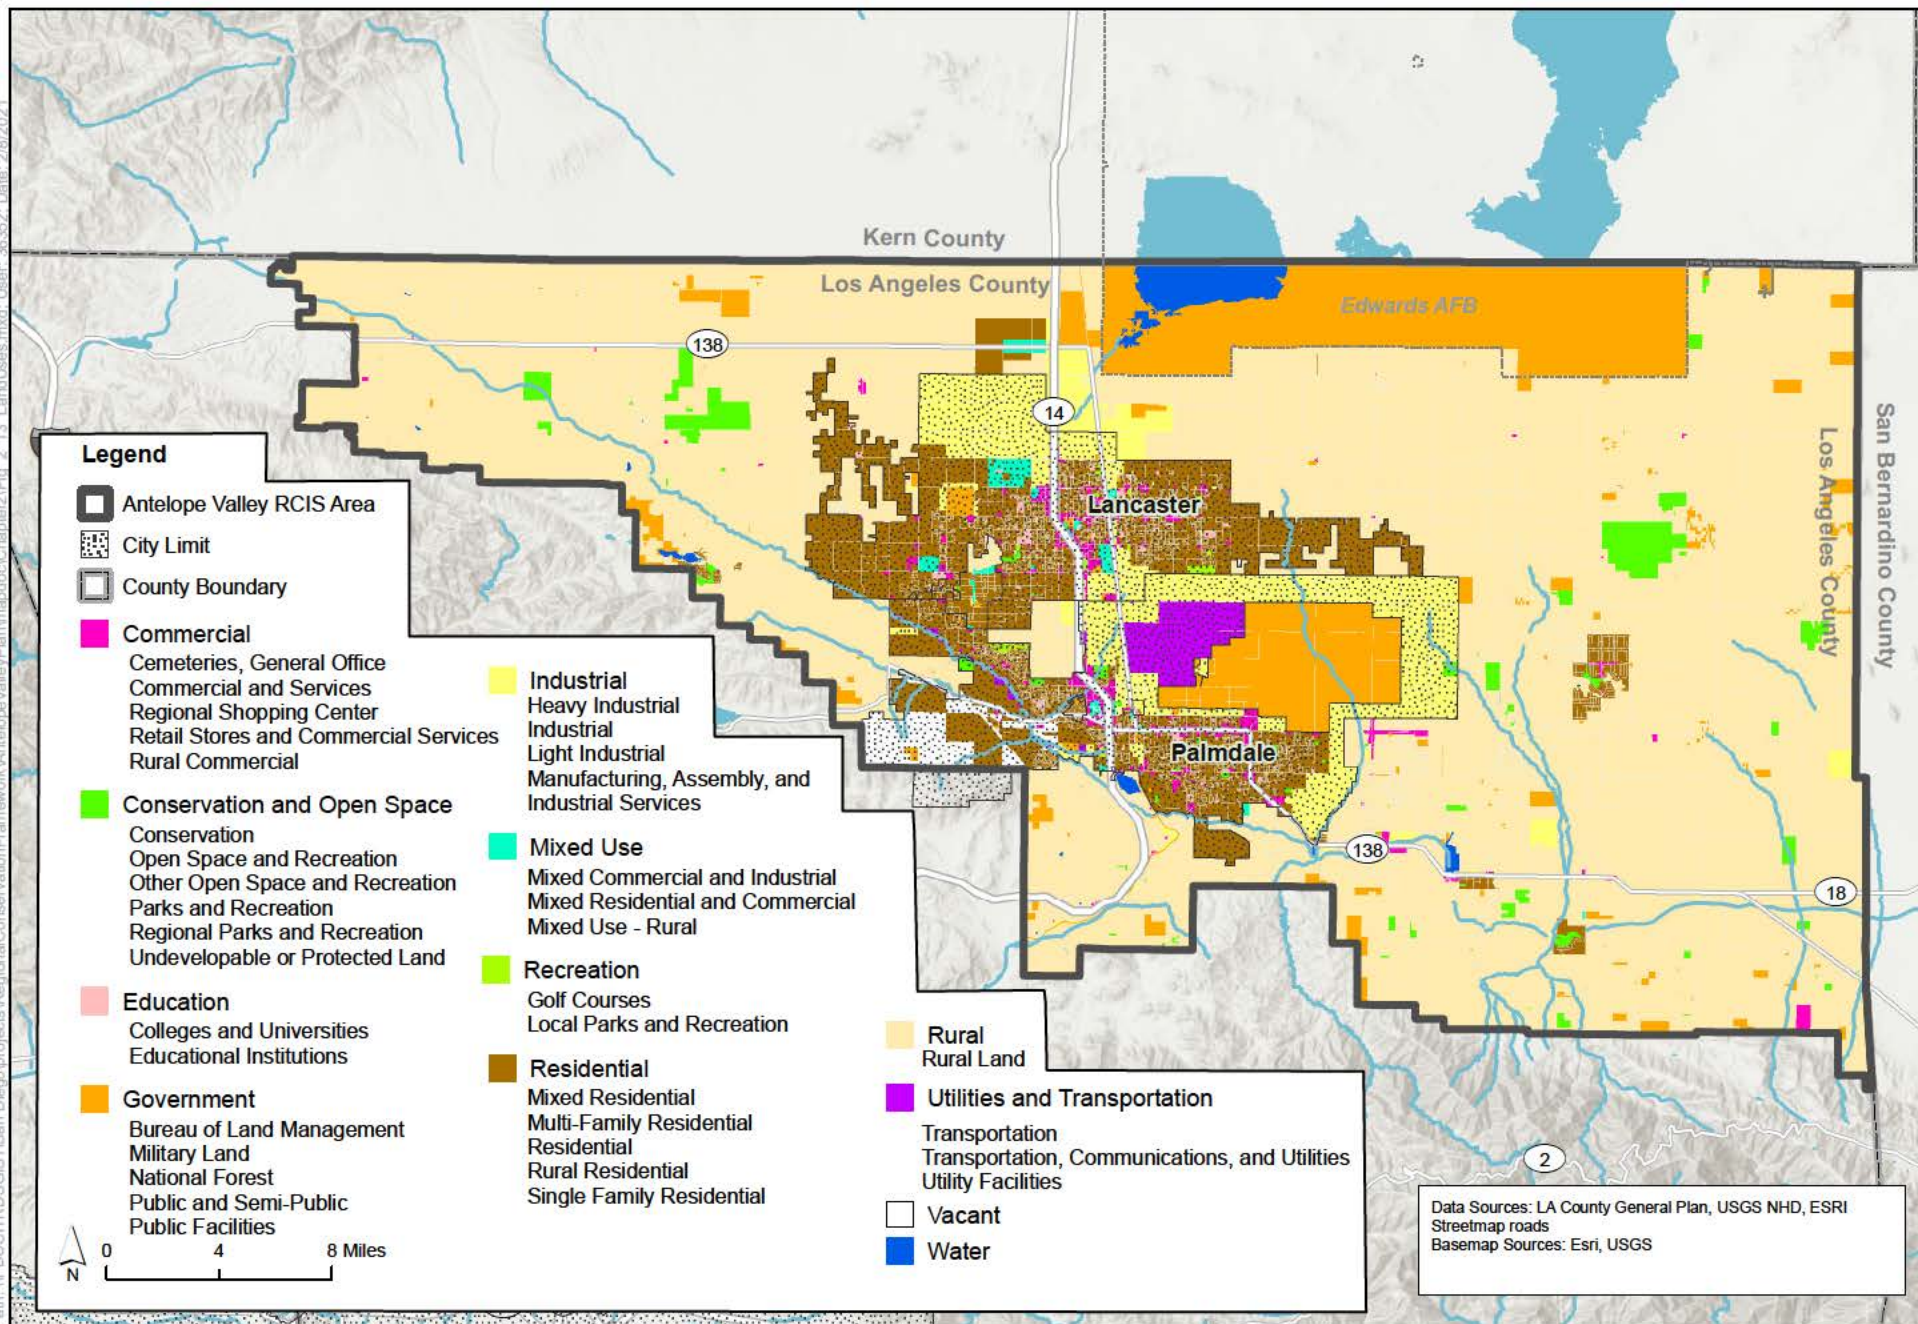 Kern County
Los Angeles County
Edwards AFB
138
14
San Bernardino County
Los Angeles County
Lancaster
Palmdale
138
18
2
Legend
Antelope Valley RCIS Area
City Limit
County Boundary
Commercial
Cemeteries, General Office
Commercial and Services
Regional Shopping Center
Retail Stores and Commercial Services
Rural Commercial
Conservation and Open Space
Conservation
Open Space and Recreation
Other Open Space and Recreation
Parks and Recreation
Regional Parks and Recreation
Undevelopable or Protected Land
Education
Colleges and Universities
Educational Institutions
Government
Bureau of Land Management
Military Land
National Forest
Public and Semi-Public
Public Facilities
Industrial
Heavy Industrial
Industrial
Light Industrial
Manufacturing, Assembly, and
Industrial Services
Mixed Use
Mixed Commercial and Industrial
Mixed Residential and Commercial
Mixed Use - Rural
Recreation
Golf Courses
Local Parks and Recreation
Residential
Mixed Residential
Multi-Family Residential
Residential
Rural Residential
Single Family Residential
Rural
Rural Land
Utilities and Transportation
Transportation
Transportation, Communications, and Utilities
Utility Facilities
Vacant
Water
N
0 4 8 Miles
Data Sources: LA County General Plan, USGS NHD, ESRI
Streetmap roads
Basemap Sources: Esri, USGS